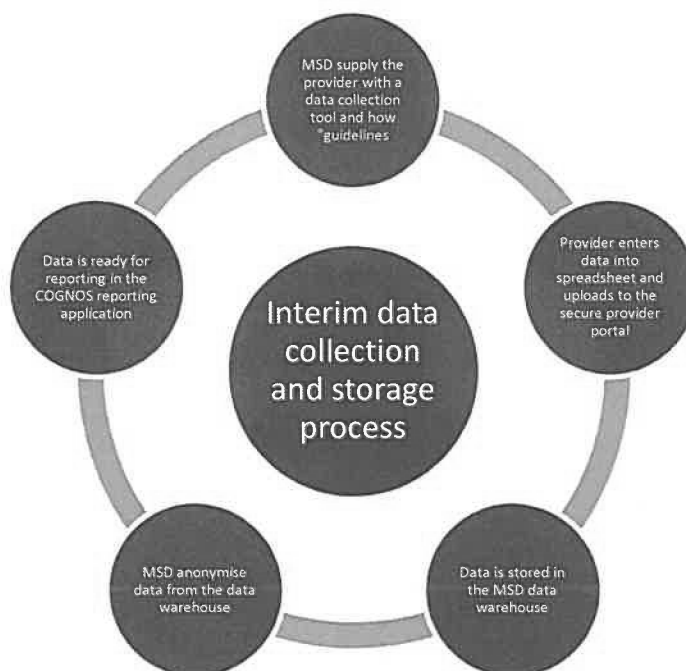 MSD supply the
provider with a
data collection
tool and how
"guidelines
Provider enters
data into
spreadsheet and
uploads to the
secure provider
portal
Data is stored in
the MSD data
warehouse
MSD anonymise
data from the data
warehouse
Data is ready for
reporting in the
COGNOS reporting
application
Interim data
collection
and storage
process